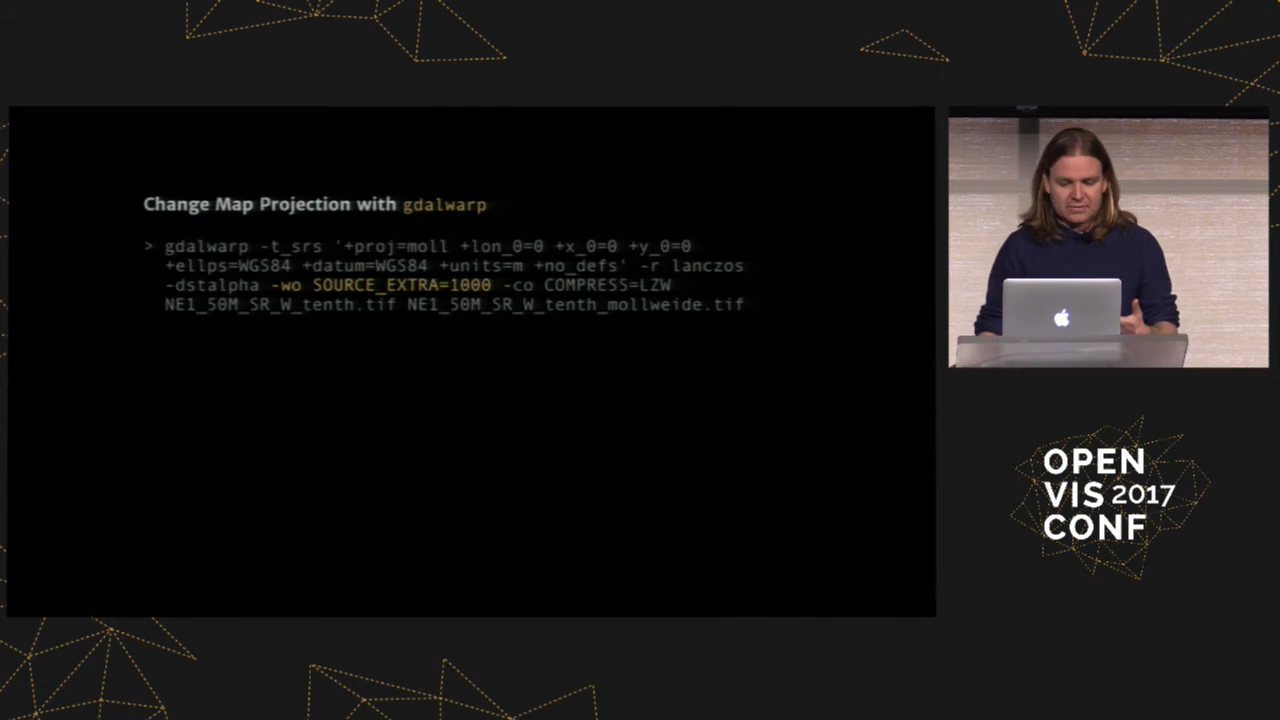 Change Map Projection with gdalwarp
> gdalwarp -t_srs '+proj=moll +lon_0=0 +x_0=0 +y_0=0
+ellps=WGS84 +datum=WGS84 +units=m +no_defs' -r lanczos
-dstalpha -wo SOURCE_EXTRA=1000 -co COMPRESS=LZW
NE1_50M_SR_W_tenth.tif NE1_50M_SR_W_tenth_mollweide.tif
OPEN
VIS 2017
CONF